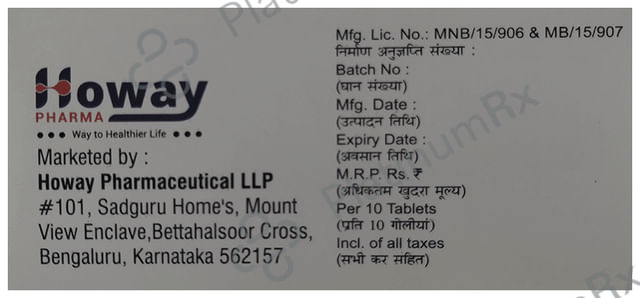 Howay
PHARMA
Way to Healthier Life
Marketed by :
Howay Pharmaceutical LLP
#101, Sadguru Home's, Mount
View Enclave,Bettahalsoor Cross,
Bengaluru, Karnataka 562157
Mfg. Lic. No.: MNB/15/906 & MB/15/907
निर्माण अनुज्ञप्ति संख्या :
Batch No :
(घान संख्या)
Mfg. Date :
(उत्पादन तिथि)
Expiry Date :
(अवसान तिथि)
M.R.P. Rs. ₹
(अधिकतम खुदरा मूल्य)
Per 10 Tablets
(प्रति 10 गोलीयां)
Incl. of all taxes
(सभी कर सहित)
PlatinumRx